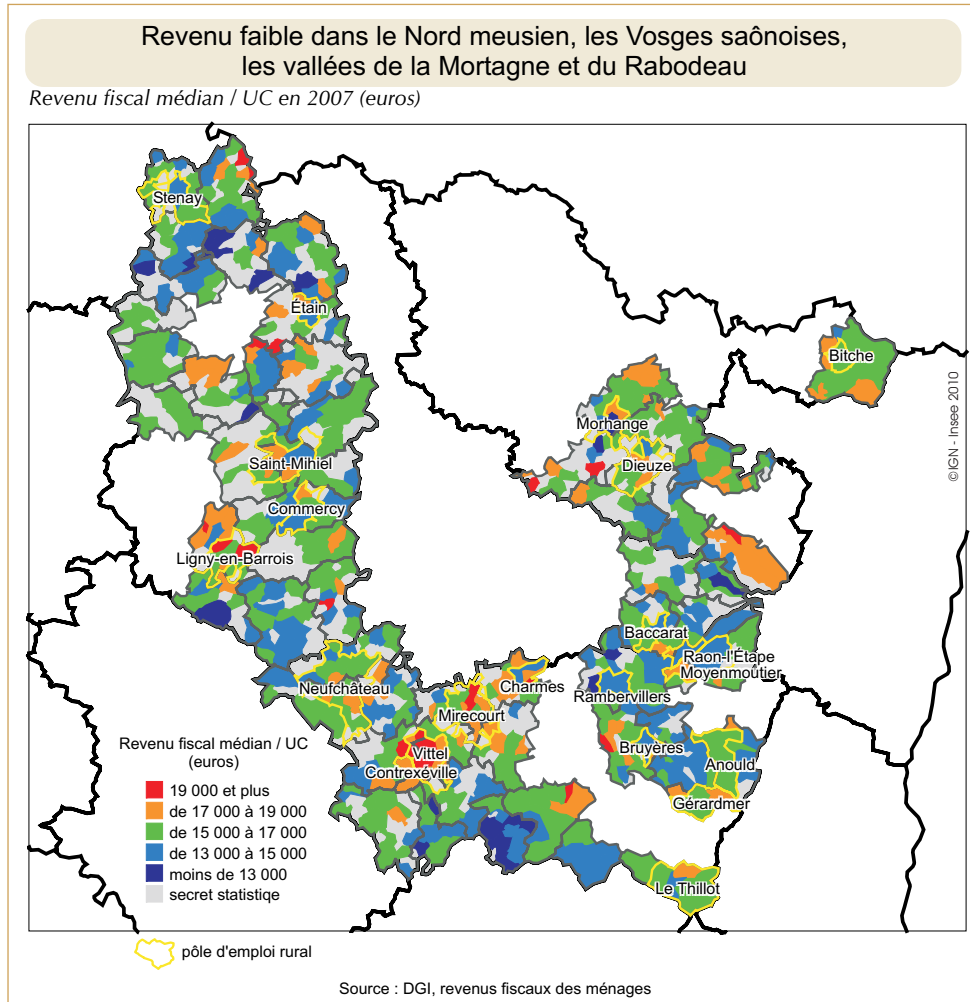 Revenu faible dans le Nord meusien, les Vosges saônoises,
les vallées de la Mortagne et du Rabodeau
Revenu fiscal médian / UC en 2007 (euros)
Stenay
Étain
Bitche
©IGN - Insee 2010
Morhange
Dieuze
Saint-Mihiel
Commercy
Ligny-en-Barrois
Baccarat
Raon-l'Étape
Moyenmoutier
Neufchâteau
Charmes
Rambervillers
Mirecourt
Bruyères
Vittel
Contrexéville
Anould
Gérardmer
Le Thillot
Revenu fiscal médian / UC
(euros)
19 000 et plus
de 17 000 à 19 000
de 15 000 à 17 000
de 13 000 à 15 000
moins de 13 000
secret statistiqe
pôle d'emploi rural
Source : DGI, revenus fiscaux des ménages